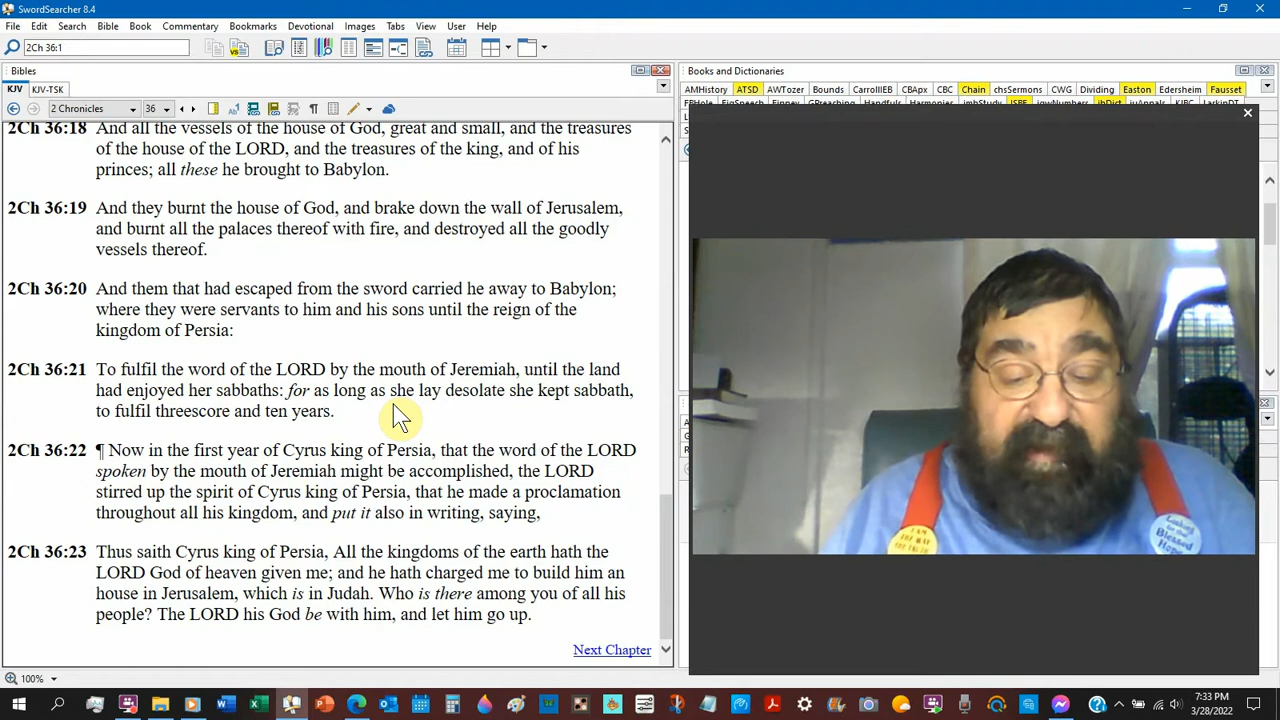 SwordSearcher 8.4
File Edit Search Bible Book Commentary Bookmarks Devotional Images Tabs View User Help
2Ch 36:1
Bibles
KJV KJV-TSK
2 Chronicles 36
2Ch 36:18 And all the vessels of the house of God, great and small, and the treasures
of the house of the LORD, and the treasures of the king, and of his
princes; all these he brought to Babylon.
2Ch 36:19 And they burnt the house of God, and brake down the wall of Jerusalem,
and burnt all the palaces thereof with fire, and destroyed all the goodly
vessels thereof.
2Ch 36:20 And them that had escaped from the sword carried he away to Babylon;
where they were servants to him and his sons until the reign of the
kingdom of Persia:
2Ch 36:21 To fulfil the word of the LORD by the mouth of Jeremiah, until the land
had enjoyed her sabbaths: for as long as she lay desolate she kept sabbath,
to fulfil threescore and ten years.
2Ch 36:22 ¶ Now in the first year of Cyrus king of Persia, that the word of the LORD
spoken by the mouth of Jeremiah might be accomplished, the LORD
stirred up the spirit of Cyrus king of Persia, that he made a proclamation
throughout all his kingdom, and put it also in writing, saying,
2Ch 36:23 Thus saith Cyrus king of Persia, All the kingdoms of the earth hath the
LORD God of heaven given me; and he hath charged me to build him an
house in Jerusalem, which is in Judah. Who is there among you of all his
people? The LORD his God be with him, and let him go up.
Next Chapter
100%
Books and Dictionaries
AMHistory ATSD AWTozer Bounds CarrollIEB CBApx CBC Chain chsSermons CWG Dividing Easton Edersheim Fausset
I AM
THE WAY
THE TRUTH
Looking
for that
Blessed
Hope
7:33 PM
3/28/2022